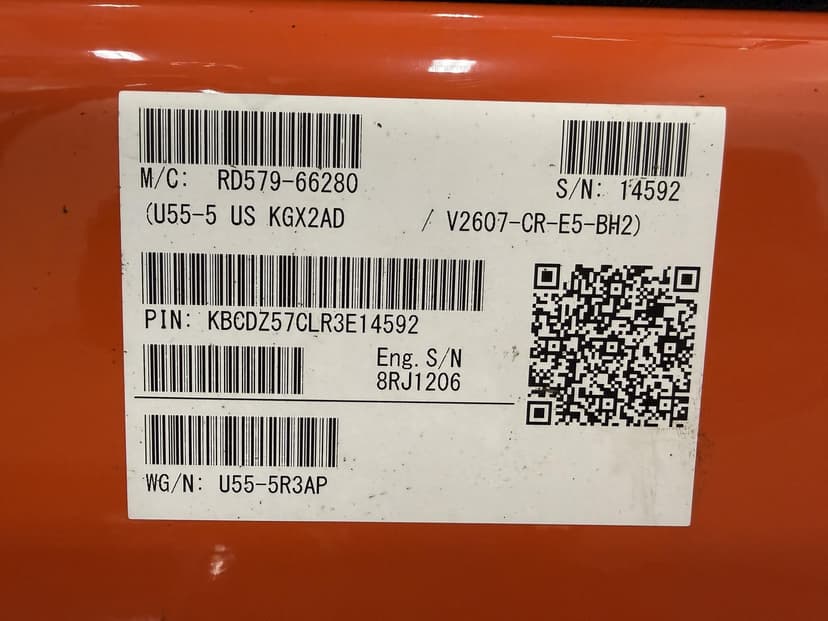 M/C: RD579-66280
S/N: 14592
(U55-5 US KGX2AD / V2607-CR-E5-BH2)
PIN: KBCDZ57CLR3E14592
Eng. S/N
8RJ1206
WG/N: U55-5R3AP